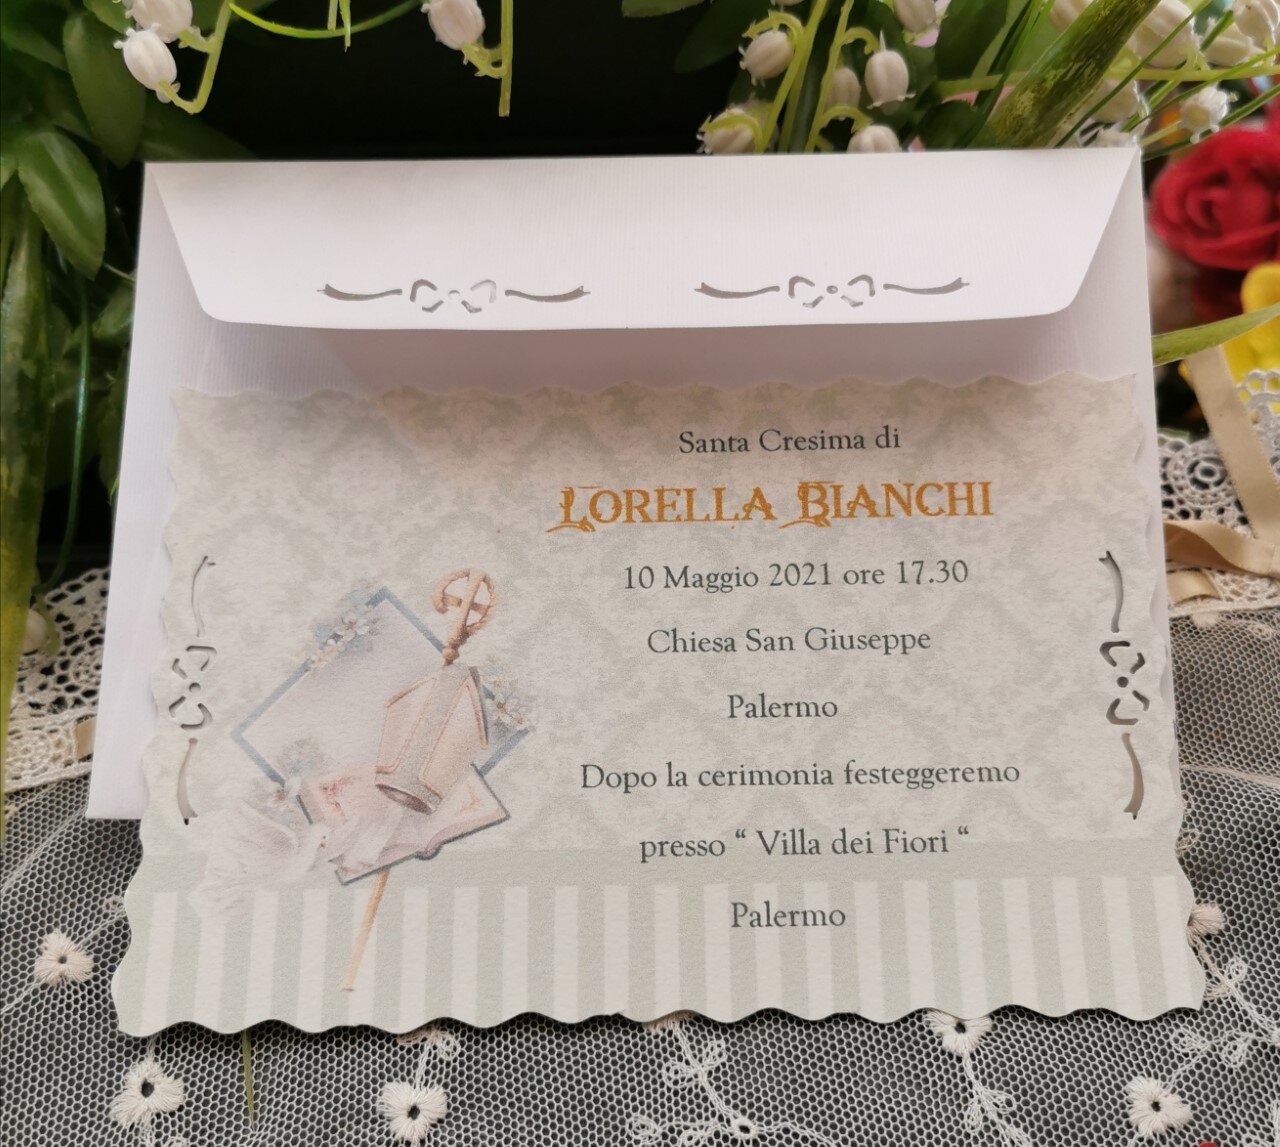 Santa Cresima di
LORELLA BIANCHI
10 Maggio 2021 ore 17.30
Chiesa San Giuseppe
Palermo
Dopo la cerimonia festeggeremo
presso “ Villa dei Fiori “
Palermo